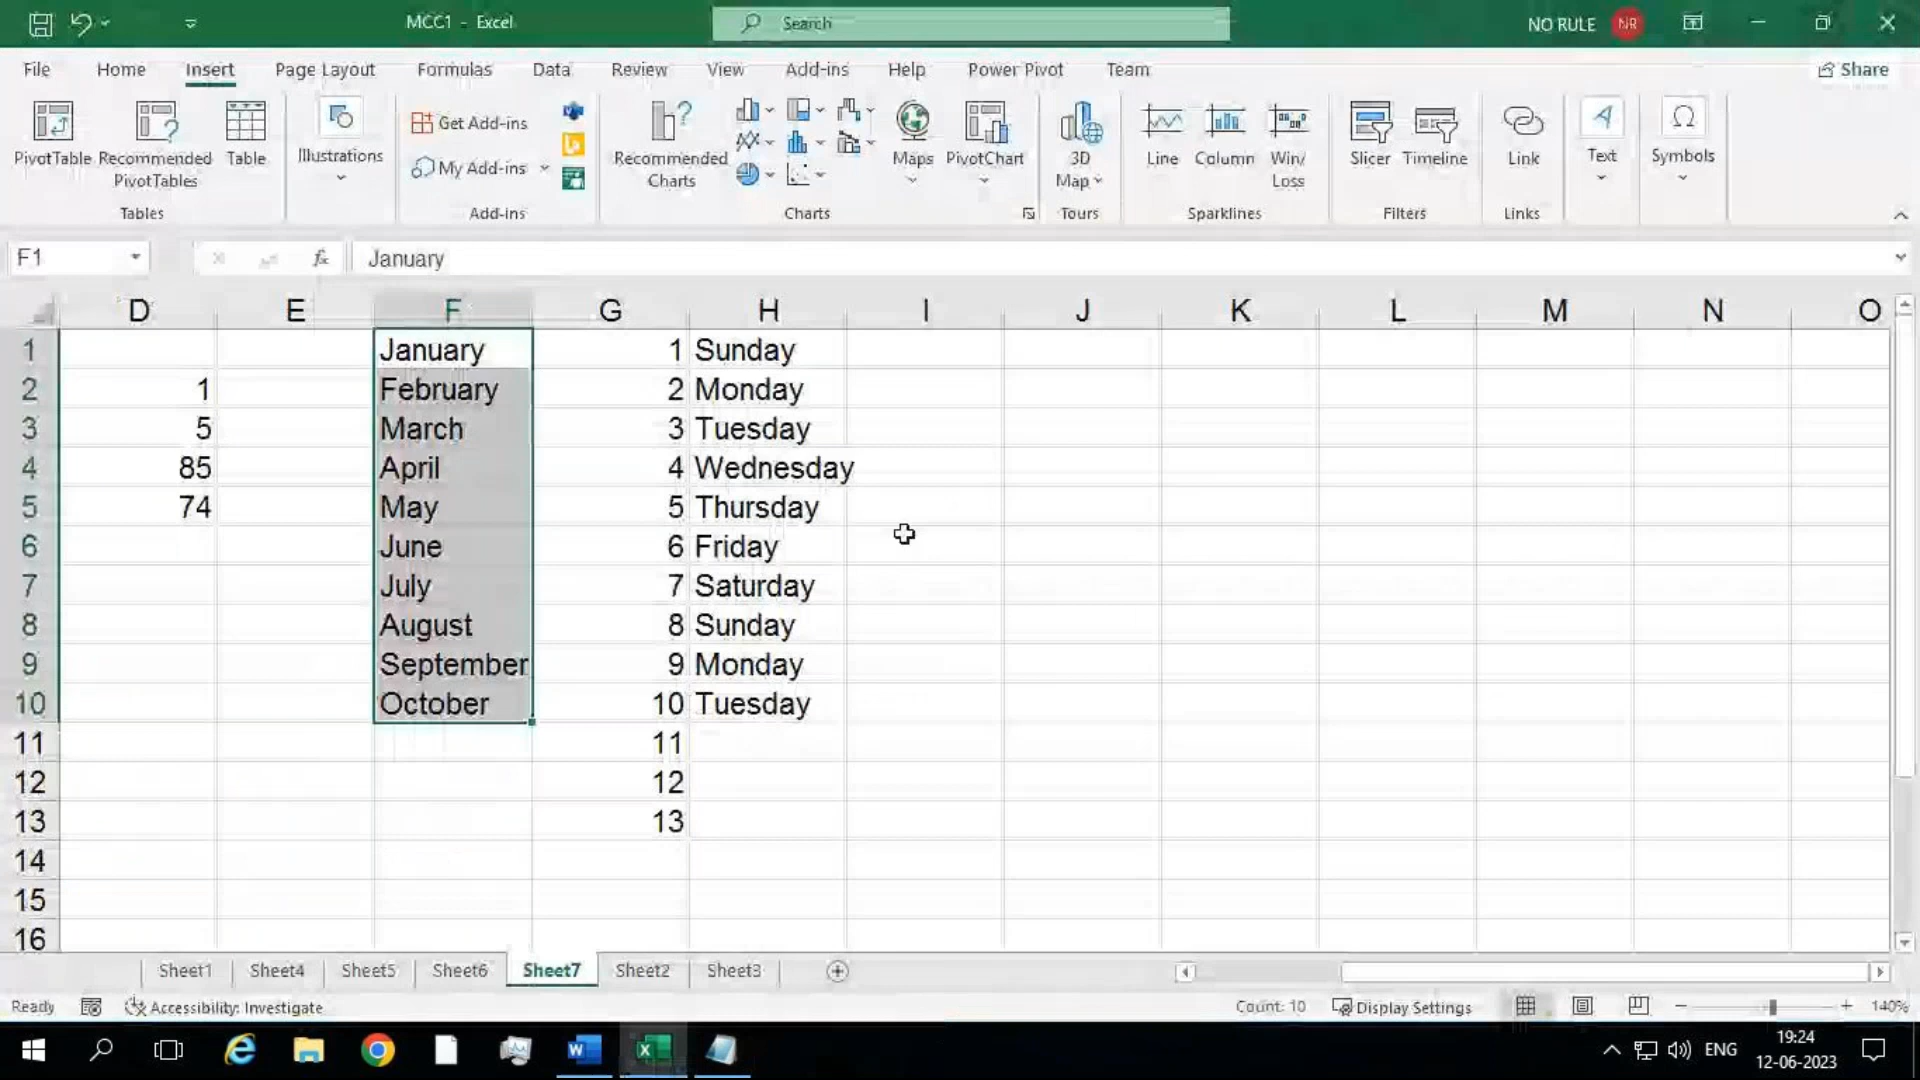 MCC1 - Excel
Search
NO RULE NR
File Home Insert Page Layout Formulas Data Review View Add-ins Help Power Pivot Team Share
PivotTable Recommended PivotTables Table
Tables
Illustrations
Get Add-ins
My Add-ins
Add-ins
Recommended Charts
Maps PivotChart
Charts
3D Map
Tours
Line Column Win/ Loss
Sparklines
Slicer Timeline
Filters
Link
Links
Text
Symbols
F1 fx January
D E F G H I J K L M N O
1 January 1 Sunday
2 1 February 2 Monday
3 5 March 3 Tuesday
4 85 April 4 Wednesday
5 74 May 5 Thursday
6 June 6 Friday
7 July 7 Saturday
8 August 8 Sunday
9 September 9 Monday
10 October 10 Tuesday
11 11
12 12
13 13
14
15
16
Sheet1 Sheet4 Sheet5 Sheet6 Sheet7 Sheet2 Sheet3
Ready Accessibility: Investigate Count: 10 Display Settings 140%
ENG 19:24
12-06-2023